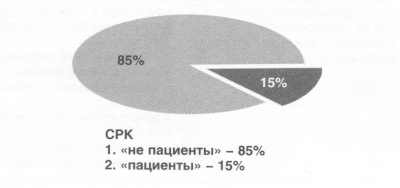 85%
15%
СРК
1. «не пациенты» – 85%
2. «пациенты» – 15%